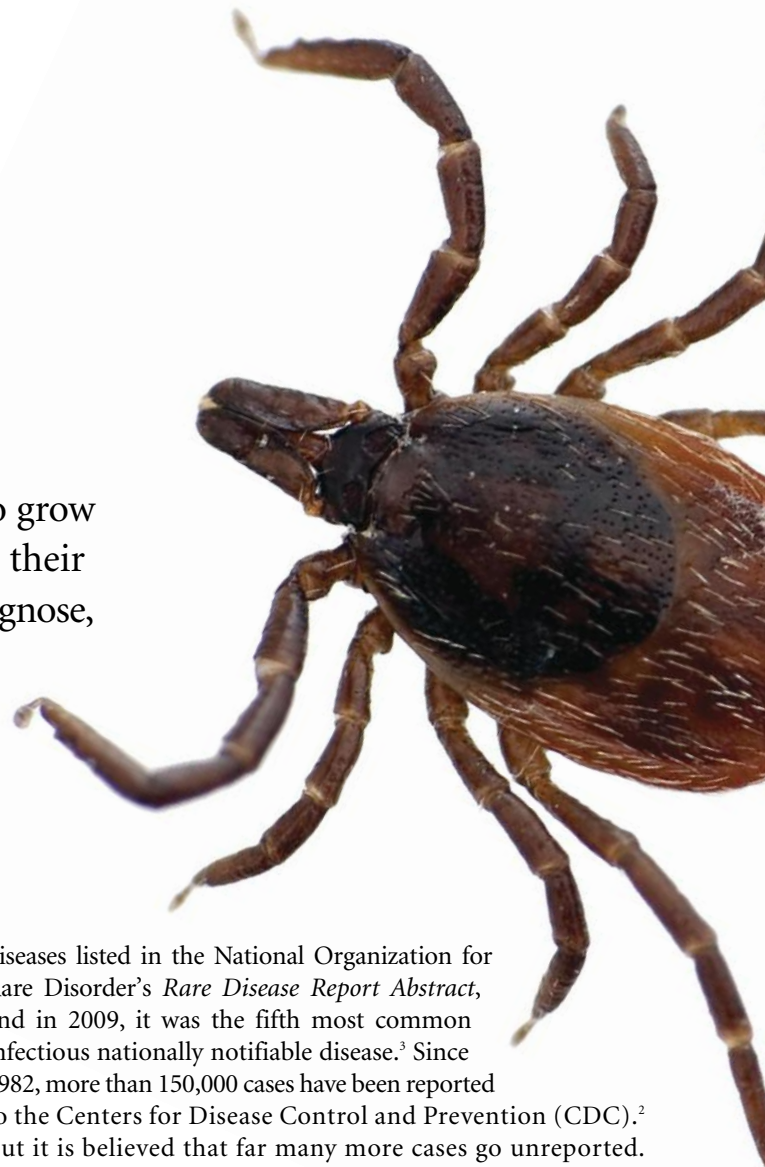 o grow
their
gnose,
iseases listed in the National Organization for
are Disorder's Rare Disease Report Abstract,
nd in 2009, it was the fifth most common
nfectious nationally notifiable disease.³ Since
982, more than 150,000 cases have been reported
o the Centers for Disease Control and Prevention (CDC).²
ut it is believed that far many more cases go unreported.